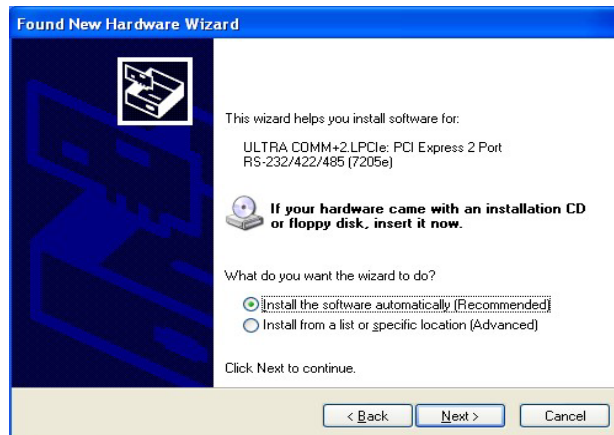 Found New Hardware Wizard
This wizard helps you install software for:
ULTRA COMM+2.LPCIe: PCI Express 2 Port
RS-232/422/485 (7205e)
If your hardware came with an installation CD
or floppy disk, insert it now.
What do you want the wizard to do?
Install the software automatically (Recommended)
Install from a list or specific location (Advanced)
Click Next to continue.
< Back Next > Cancel